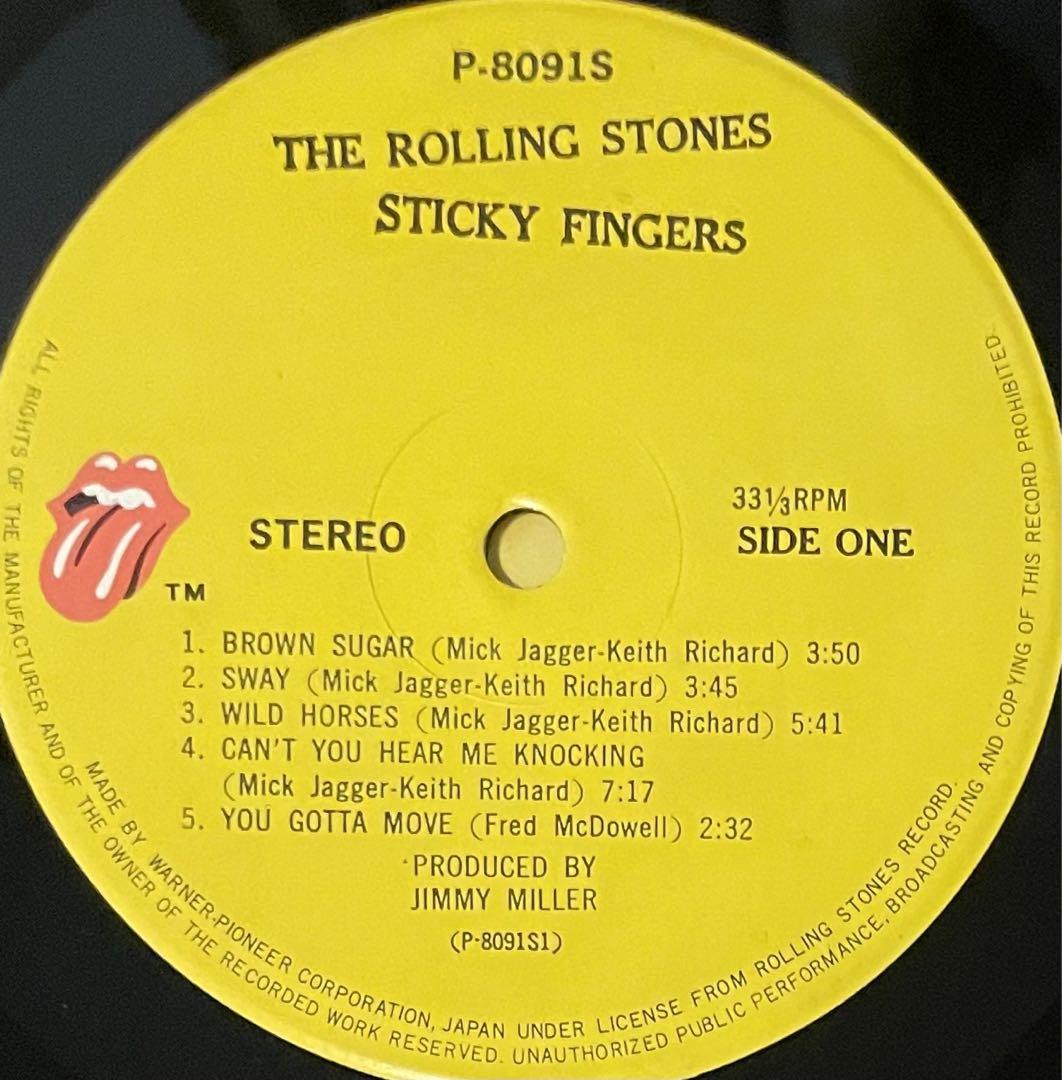 P-8091S
THE ROLLING STONES
STICKY FINGERS
33⅓RPM
STEREO
SIDE ONE
TM
1. BROWN SUGAR (Mick Jagger-Keith Richard) 3:50
2. SWAY (Mick Jagger-Keith Richard) 3:45
3. WILD HORSES (Mick Jagger-Keith Richard) 5:41
4. CAN'T YOU HEAR ME KNOCKING
(Mick Jagger-Keith Richard) 7:17
5. YOU GOTTA MOVE (Fred McDowell) 2:32
PRODUCED BY
JIMMY MILLER
(P-8091S1)
MADE BY WARNER-PIONEER CORPORATION, JAPAN UNDER LICENSE FROM ROLLING STONES RECORD.
ALL RIGHTS OF THE MANUFACTURER AND OF THE OWNER OF THE RECORDED WORK RESERVED. UNAUTHORIZED PUBLIC PERFORMANCE, BROADCASTING AND COPYING OF THIS RECORD PROHIBITED.